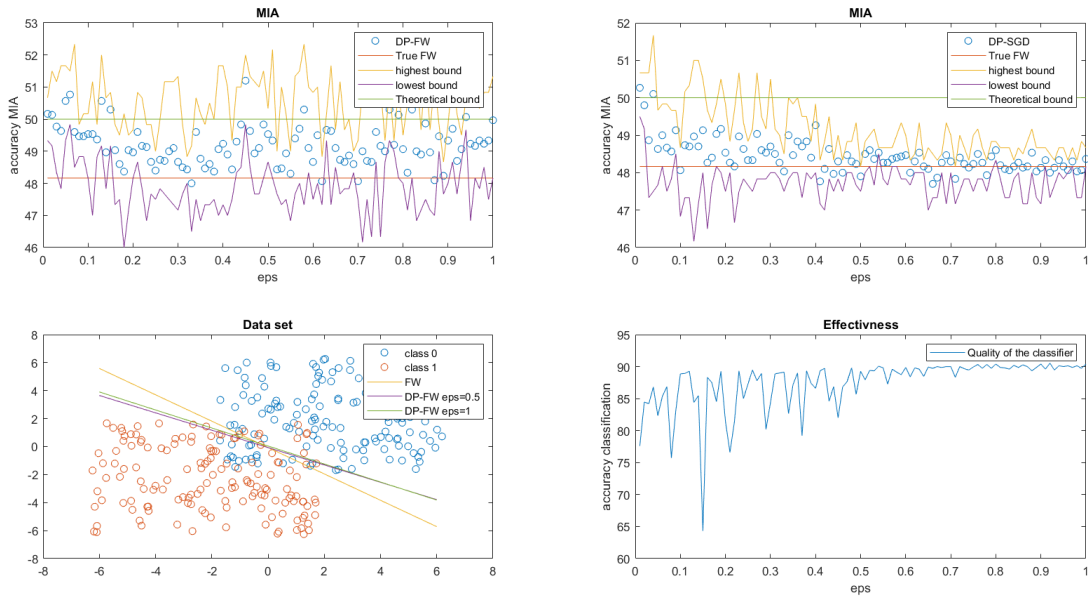 MIA
accuracy MIA
53
52
51
50
49
48
47
46
DP-FW
True FW
highest bound
lowest bound
Theoretical bound
0 0.1 0.2 0.3 0.4 0.5 0.6 0.7 0.8 0.9 1
eps
MIA
accuracy MIA
52
51
50
49
48
47
46
DP-SGD
True FW
highest bound
lowest bound
Theoretical bound
0 0.1 0.2 0.3 0.4 0.5 0.6 0.7 0.8 0.9 1
eps
Data set
8
6
4
2
0
-2
-4
-6
-8
class 0
class 1
FW
DP-FW eps=0.5
DP-FW eps=1
-8 -6 -4 -2 0 2 4 6 8
Effectivness
accuracy classification
95
90
85
80
75
70
65
60
Quality of the classifier
0 0.1 0.2 0.3 0.4 0.5 0.6 0.7 0.8 0.9 1
eps